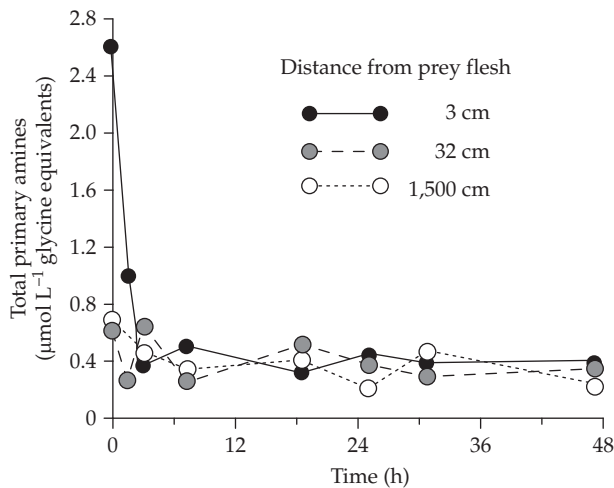 2.8
2.4
2.0
1.6
1.2
0.8
0.4
0
Total primary amines
(μmol L⁻¹ glycine equivalents)
Distance from prey flesh
3 cm
32 cm
1,500 cm
0 12 24 36 48
Time (h)